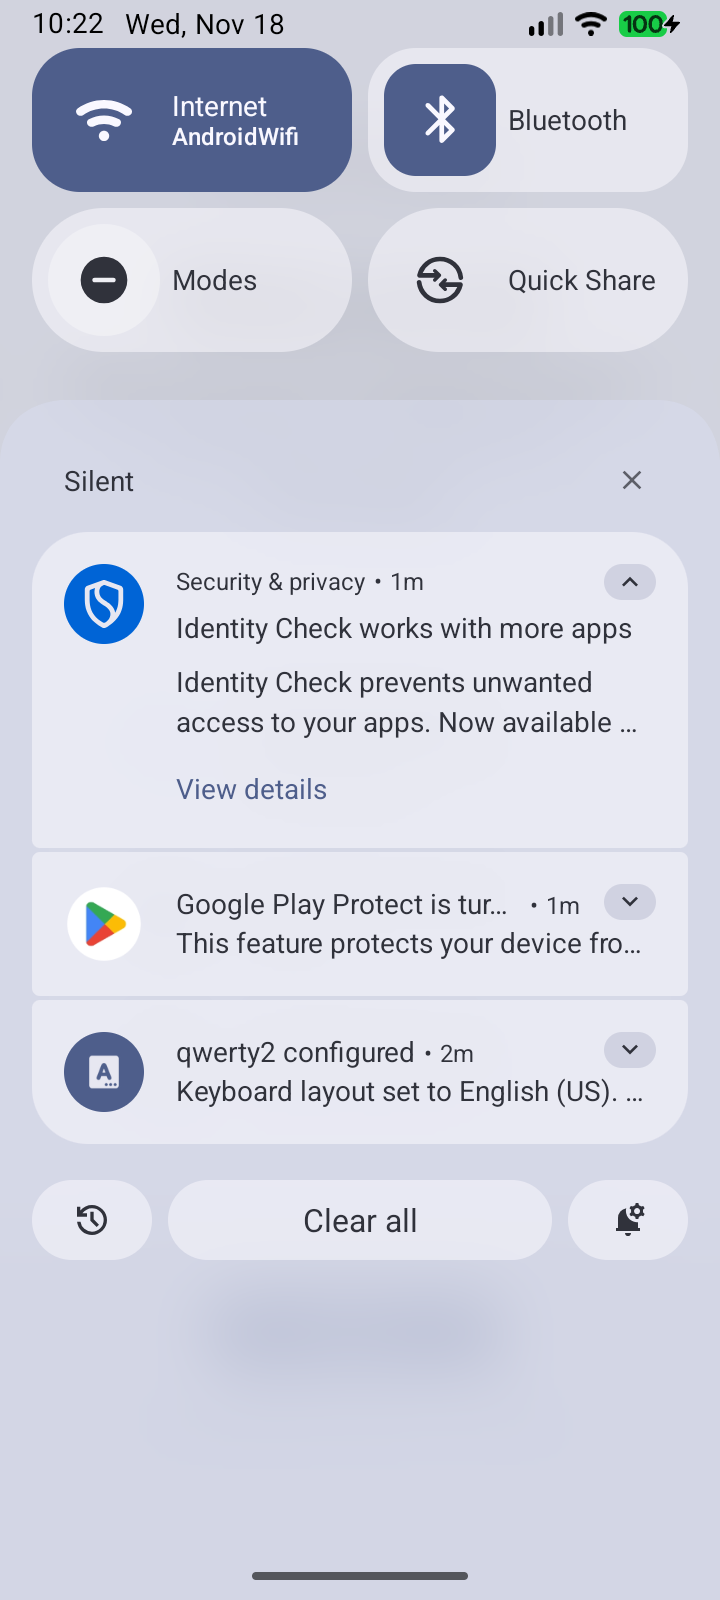 10:22 Wed, Nov 18
100
Internet
AndroidWifi
Bluetooth
Modes
Quick Share
Silent
Security & privacy • 1m
Identity Check works with more apps
Identity Check prevents unwanted
access to your apps. Now available ...
View details
Google Play Protect is tur... • 1m
This feature protects your device fro...
qwerty2 configured • 2m
Keyboard layout set to English (US). ...
Clear all